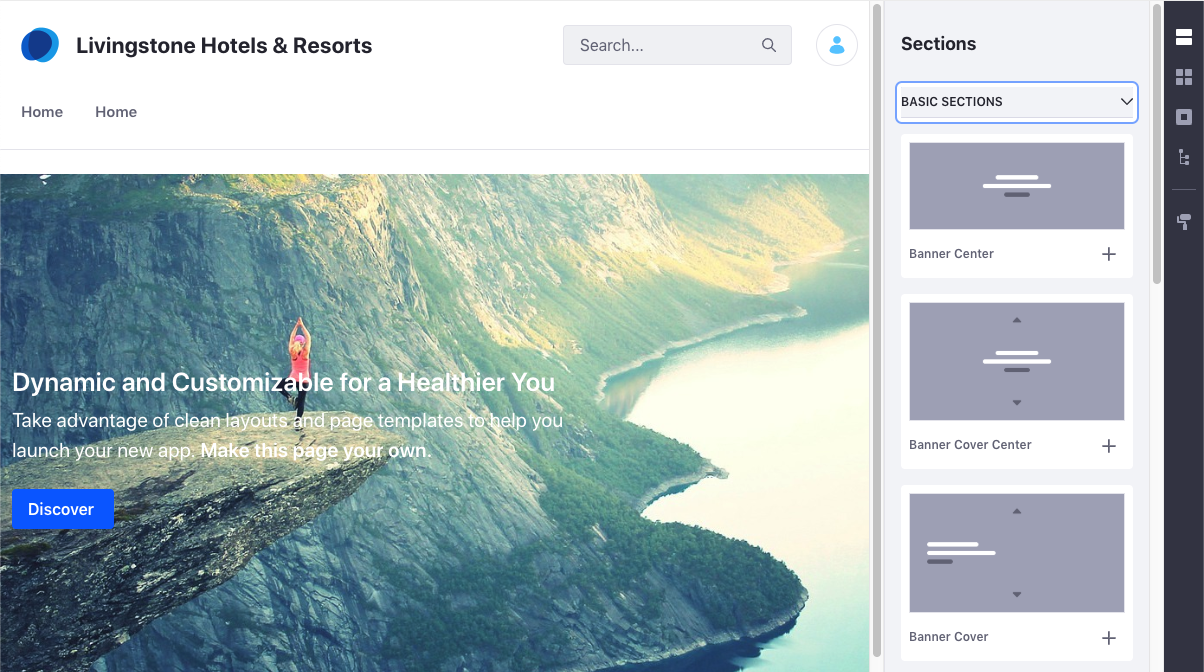 Livingstone Hotels & Resorts
Search...
Home Home
Dynamic and Customizable for a Healthier You
Take advantage of clean layouts and page templates to help you
launch your new app. Make this page your own.
Discover
Sections
BASIC SECTIONS
Banner Center
Banner Cover Center
Banner Cover